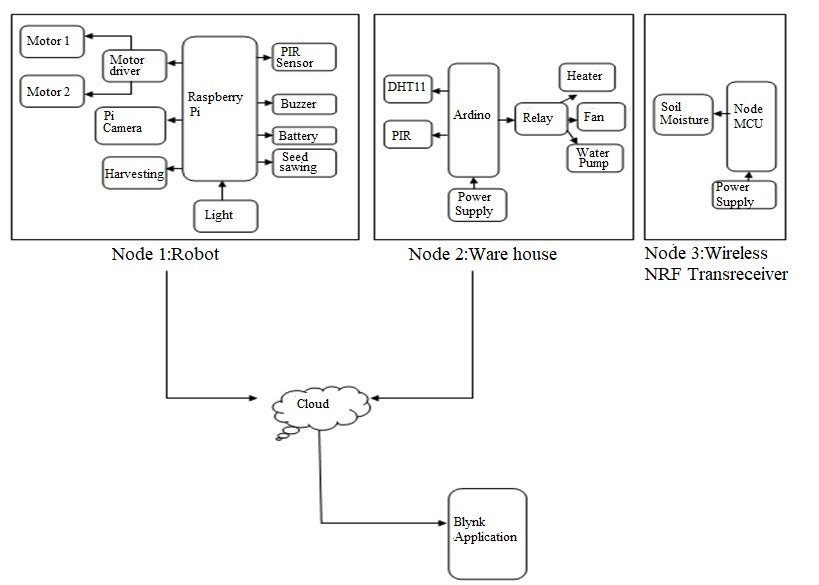 Motor 1
Motor 2
Motor
driver
Pi
Camera
Harvesting
Raspberry
Pi
PIR
Sensor
Buzzer
Battery
Seed
sawing
Light
Node 1:Robot
DHT11
PIR
Ardino
Relay
Heater
Fan
Water
Pump
Power
Supply
Node 2:Ware house
Soil
Moisture
Node
MCU
Power
Supply
Node 3:Wireless
NRF Transreceiver
Cloud
Blynk
Application